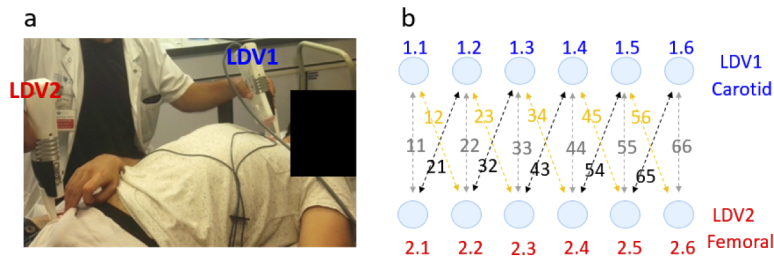 a
LDV1
LDV2
b
1.1 1.2 1.3 1.4 1.5 1.6
LDV1
Carotid
12 23 34 45 56
11 22 33 44 55 66
21 32 43 54 65
LDV2
Femoral
2.1 2.2 2.3 2.4 2.5 2.6